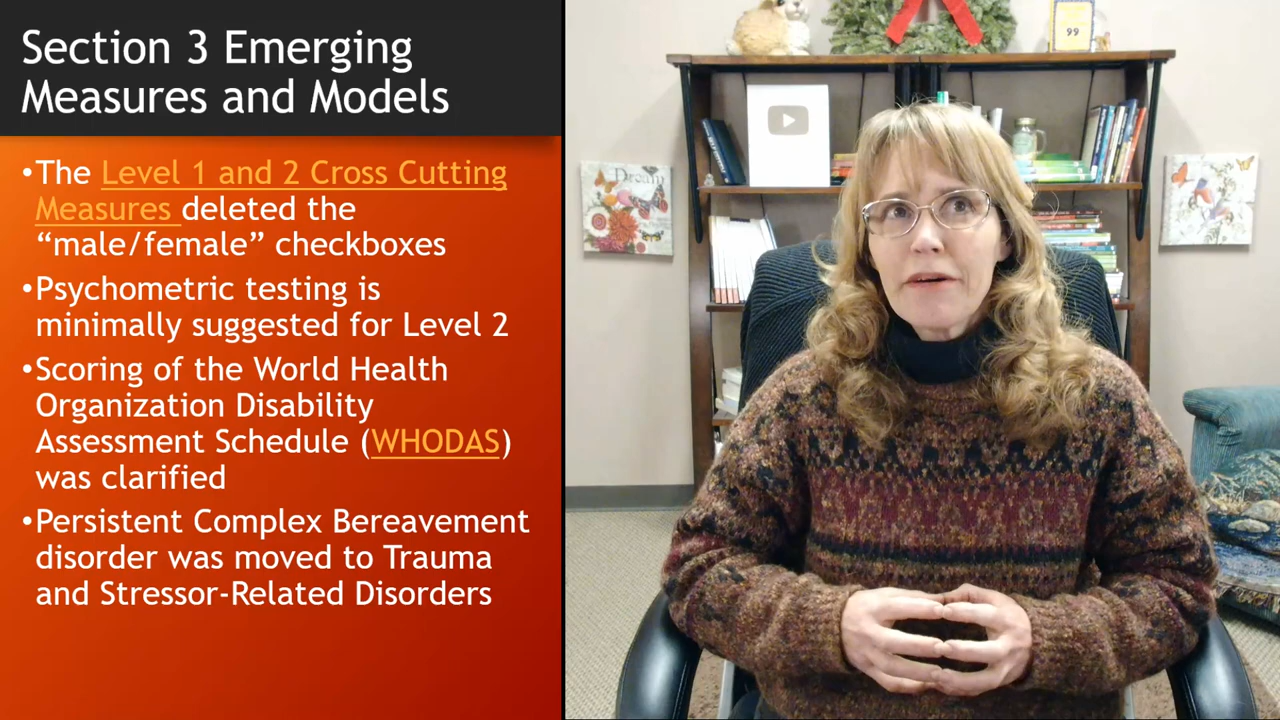 Section 3 Emerging
Measures and Models
•The Level 1 and 2 Cross Cutting
Measures deleted the
“male/female” checkboxes
•Psychometric testing is
minimally suggested for Level 2
•Scoring of the World Health
Organization Disability
Assessment Schedule (WHODAS)
was clarified
•Persistent Complex Bereavement
disorder was moved to Trauma
and Stressor-Related Disorders
Dream
99